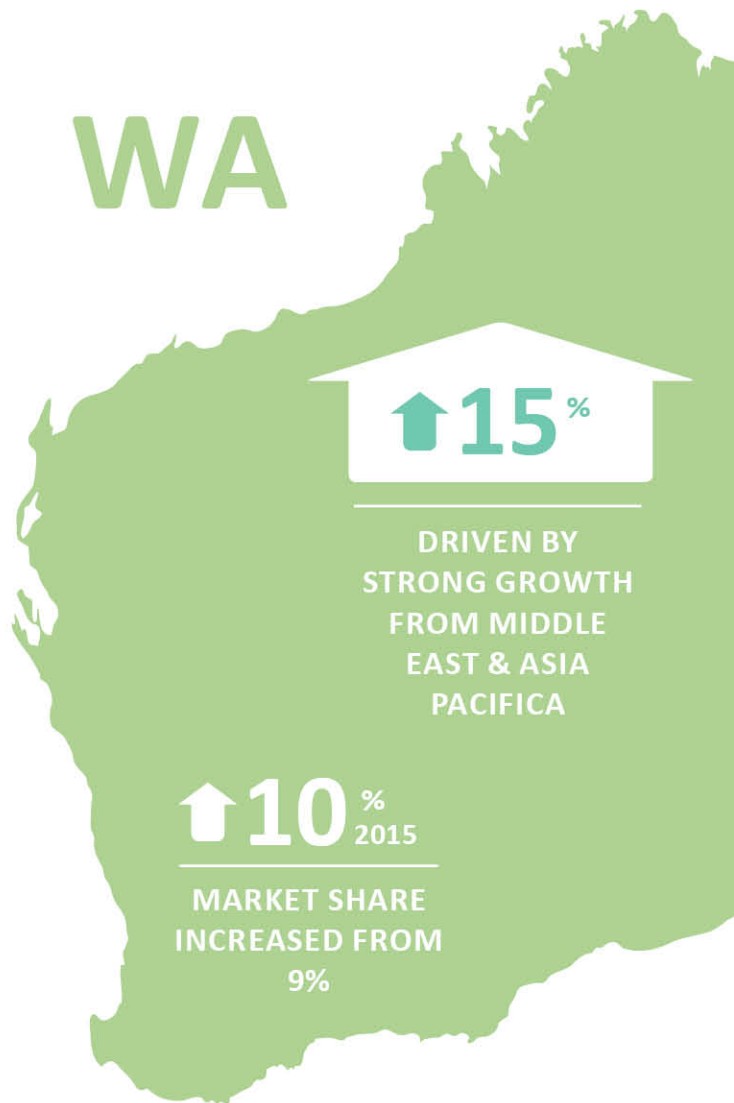 WA
15%
DRIVEN BY
STRONG GROWTH
FROM MIDDLE
EAST & ASIA
PACIFICA
10%
2015
MARKET SHARE
INCREASED FROM
9%